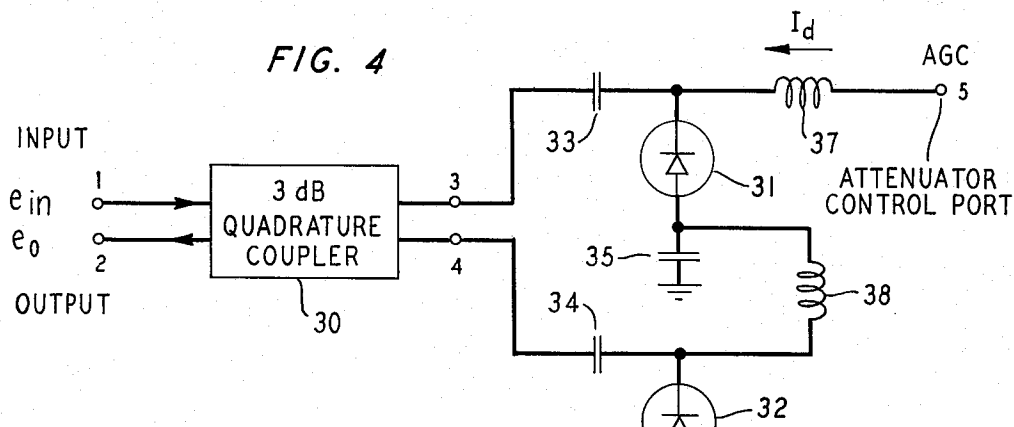 FIG. 4
I_d
AGC
5
37
33
31
ATTENUATOR
CONTROL PORT
INPUT
1
e_in
e_o
2
OUTPUT
3 dB
QUADRATURE
COUPLER
30
3
4
35
38
34
32